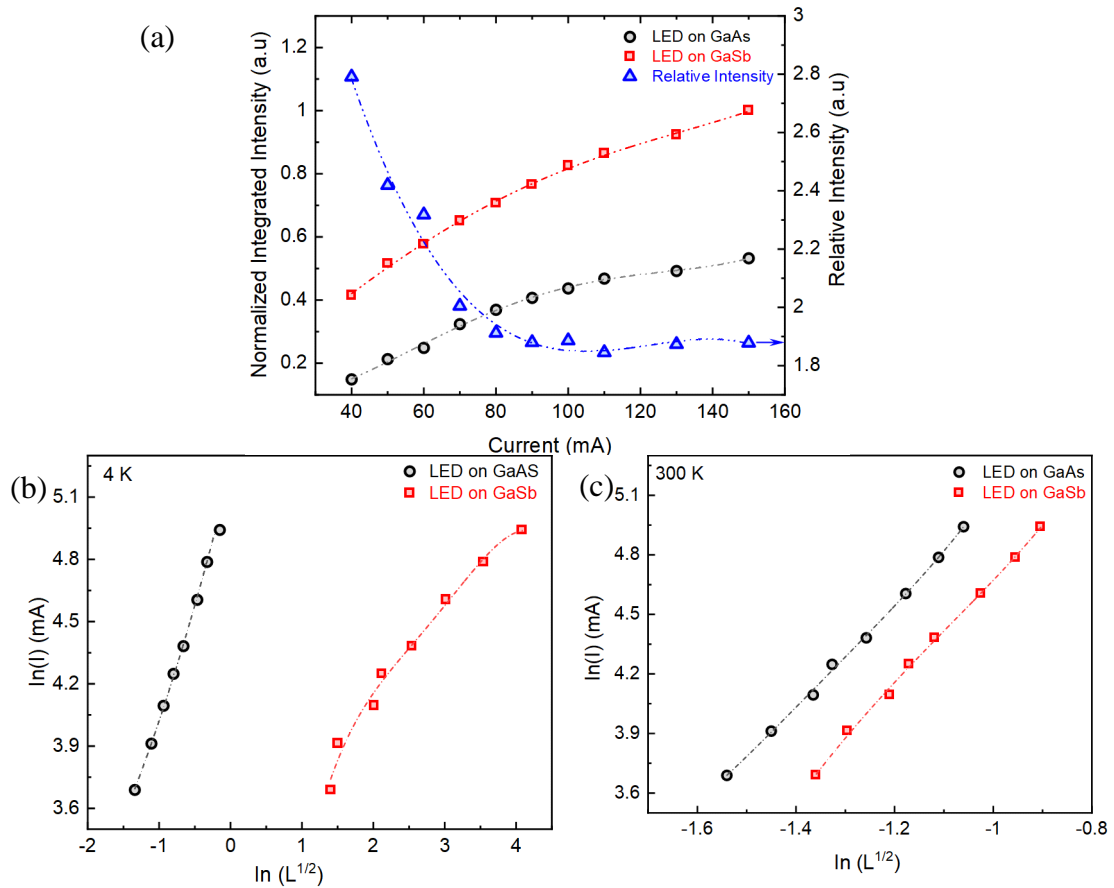 (a)
LED on GaAs
LED on GaSb
Relative Intensity
Normalized Integrated Intensity (a.u)
1.2
1
0.8
0.6
0.4
0.2
3
2.8
2.6
2.4
2.2
2
1.8
Relative Intensity (a.u)
40 60 80 100 120 140 160
Current (mA)
(b)
4 K
LED on GaAS
LED on GaSb
ln(I) (mA)
5.1
4.8
4.5
4.2
3.9
3.6
-2 -1 0 1 2 3 4
ln (L^1/2)
(c)
300 K
LED on GaAs
LED on GaSb
ln(I) (mA)
5.1
4.8
4.5
4.2
3.9
3.6
-1.6 -1.4 -1.2 -1 -0.8
ln (L^1/2)